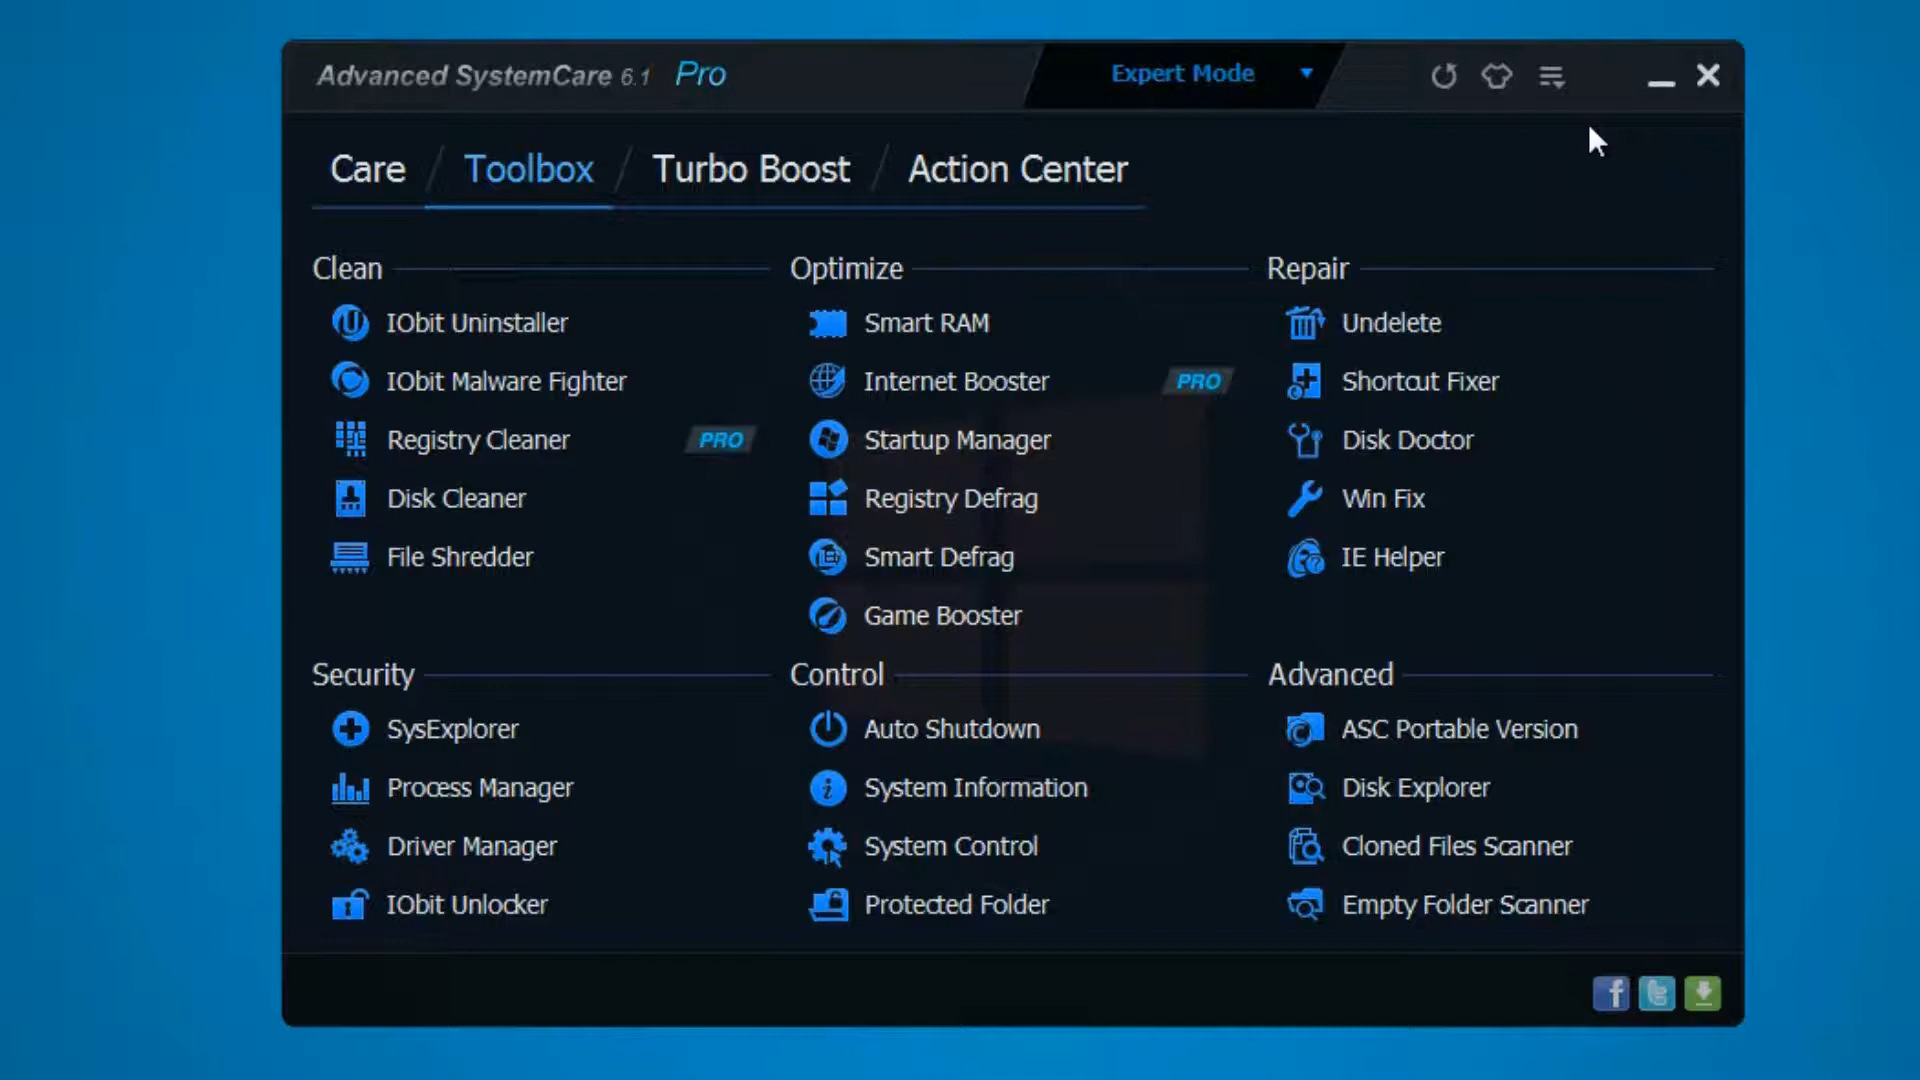 Advanced SystemCare 6.1 Pro
Expert Mode
Care / Toolbox / Turbo Boost / Action Center
Clean
IObit Uninstaller
IObit Malware Fighter
Registry Cleaner PRO
Disk Cleaner
File Shredder
Optimize
Smart RAM
Internet Booster PRO
Startup Manager
Registry Defrag
Smart Defrag
Game Booster
Repair
Undelete
Shortcut Fixer
Disk Doctor
Win Fix
IE Helper
Security
SysExplorer
Process Manager
Driver Manager
IObit Unlocker
Control
Auto Shutdown
System Information
System Control
Protected Folder
Advanced
ASC Portable Version
Disk Explorer
Cloned Files Scanner
Empty Folder Scanner